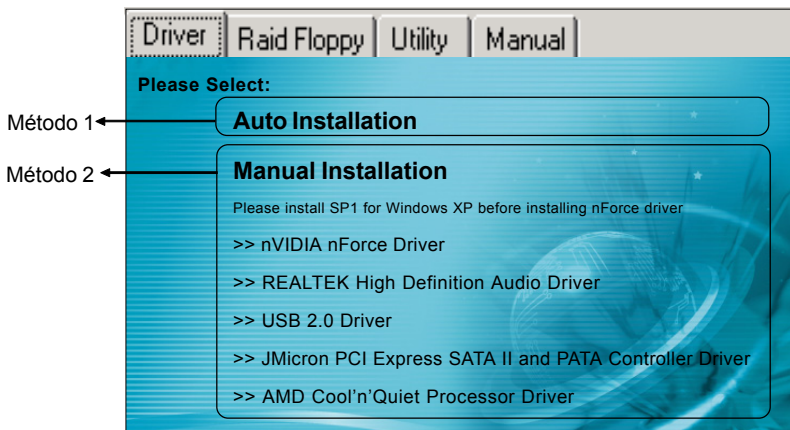 Driver Raid Floppy Utility Manual
Please Select:
Método 1
Auto Installation
Método 2
Manual Installation
Please install SP1 for Windows XP before installing nForce driver
>> nVIDIA nForce Driver
>> REALTEK High Definition Audio Driver
>> USB 2.0 Driver
>> JMicron PCI Express SATA II and PATA Controller Driver
>> AMD Cool'n'Quiet Processor Driver